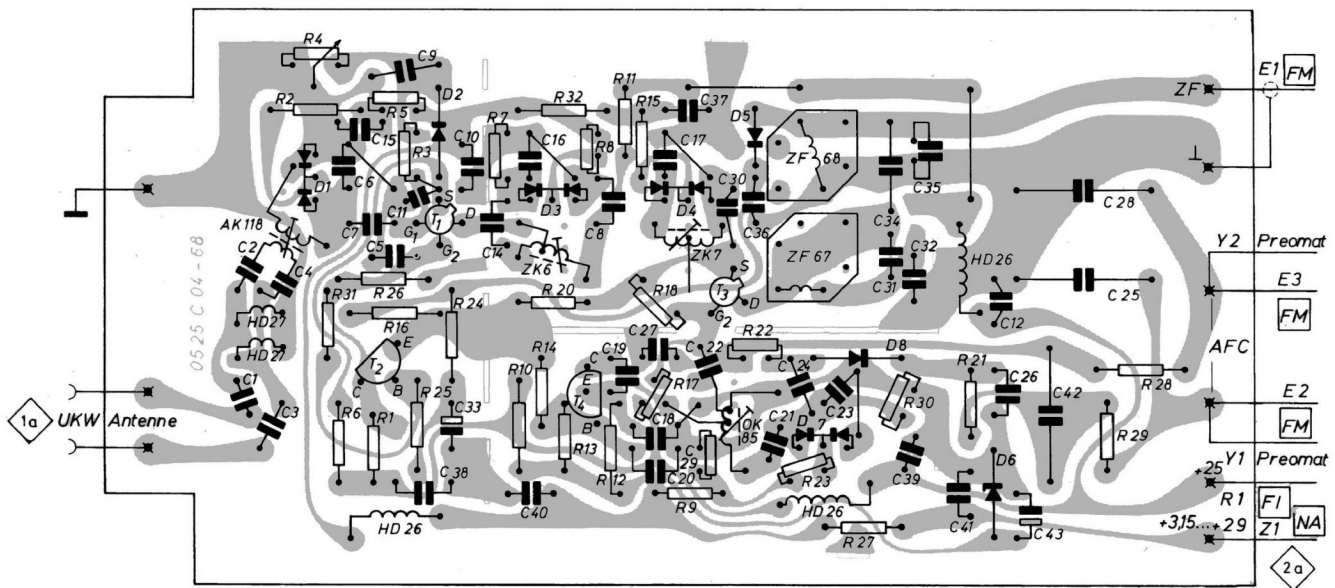 R4
C9
R2
R5
D2
R32
R11
R15
C37
ZF
E1
FM
C15
R3
C10
R7
C16
R8
C17
D5
ZF 68
C6
D1
C11
S
D
T1
G1
G2
D3
D4
C30
C34
C35
C28
AK118
C7
C5
C14
C8
C36
C2
C4
ZK6
ZK7
ZF 67
C31
C32
HD 26
Y2 Preomat
R31
R26
R24
R20
R18
S
T3
D
G2
C12
C25
E3
FM
HD27
R16
0525 C 04-68
HD27
E
T2
C
B
R14
C19
C27
C22
R22
D8
R21
AFC
R10
C
E
T4
B
R17
C24
C23
R30
C26
C42
R28
C1
C3
R6
R1
R25
C33
R13
C18
OK 85
C21
D 7
R29
E2
FM
1a
UKW Antenne
C38
R12
C20
C 29
R23
C39
D6
Y1 Preomat
+25
HD 26
C40
R9
HD 26
R27
C41
C43
R1
FI
+3,15...+29
Z1
NA
2a